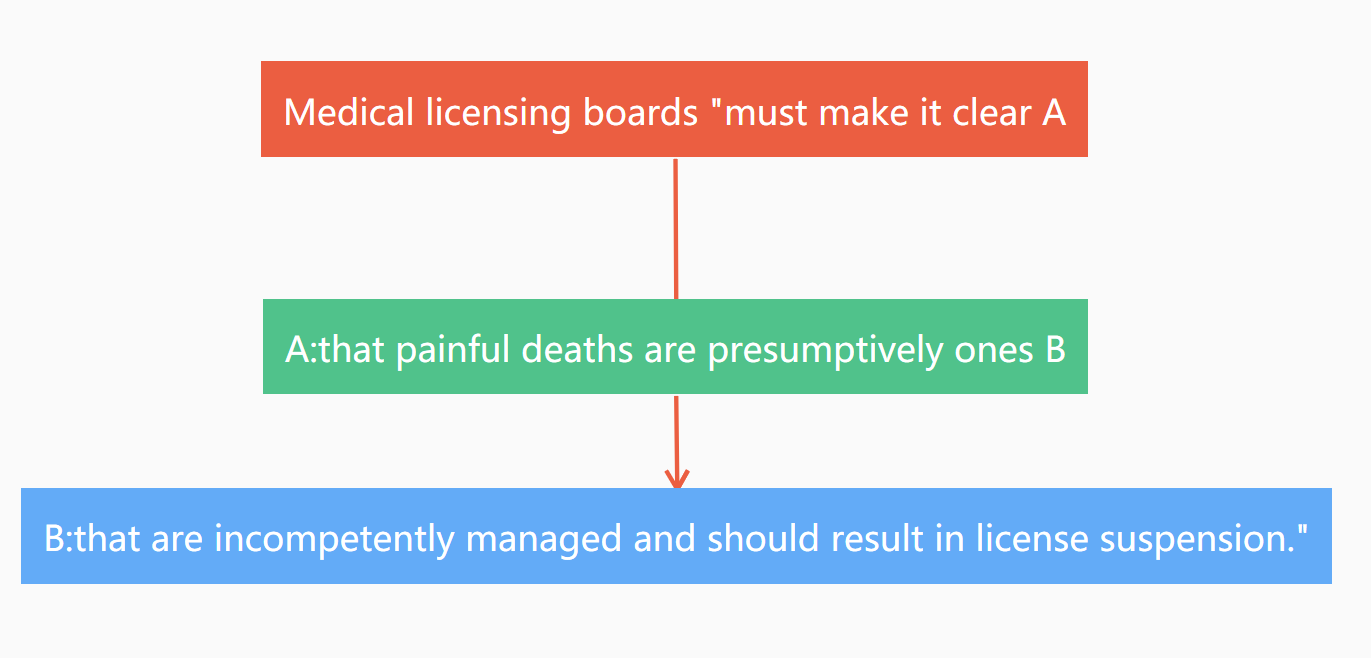 Medical licensing boards "must make it clear A
A:that painful deaths are presumptively ones B
B:that are incompetently managed and should result in license suspension."